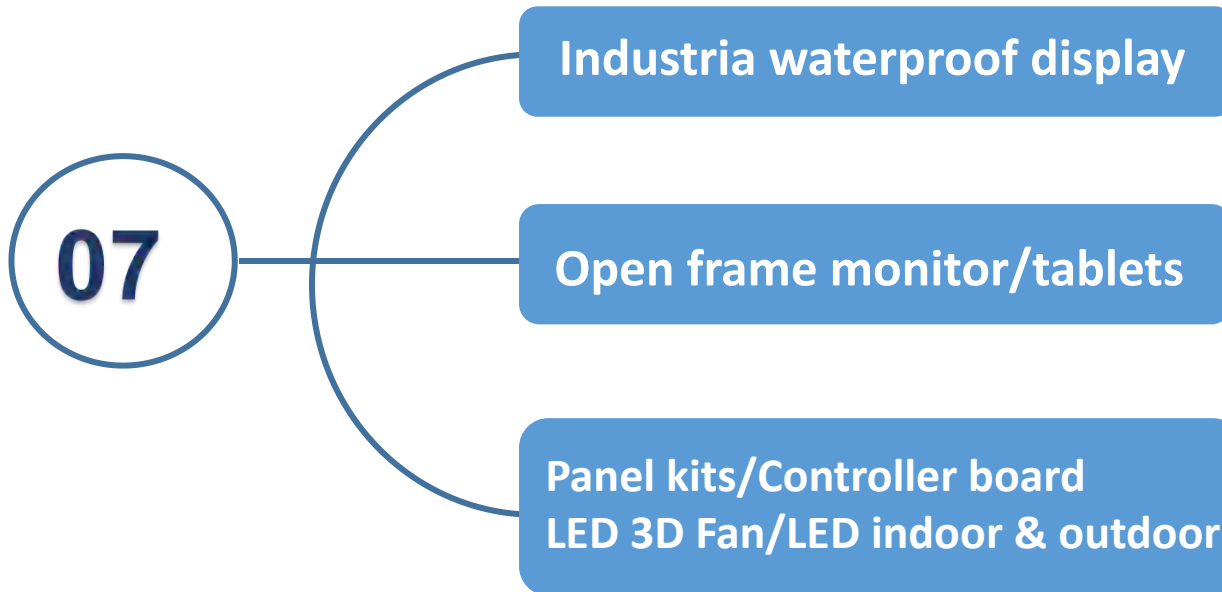 07
Industria waterproof display
Open frame monitor/tablets
Panel kits/Controller board
LED 3D Fan/LED indoor & outdoor